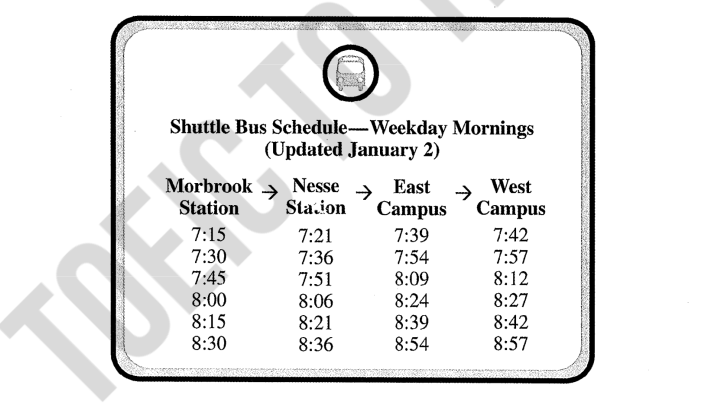 Shuttle Bus Schedule—Weekday Mornings
(Updated January 2)
Morbrook Station → Nesse Station → East Campus → West Campus
7:15 7:21 7:39 7:42
7:30 7:36 7:54 7:57
7:45 7:51 8:09 8:12
8:00 8:06 8:24 8:27
8:15 8:21 8:39 8:42
8:30 8:36 8:54 8:57
TOEIC TO